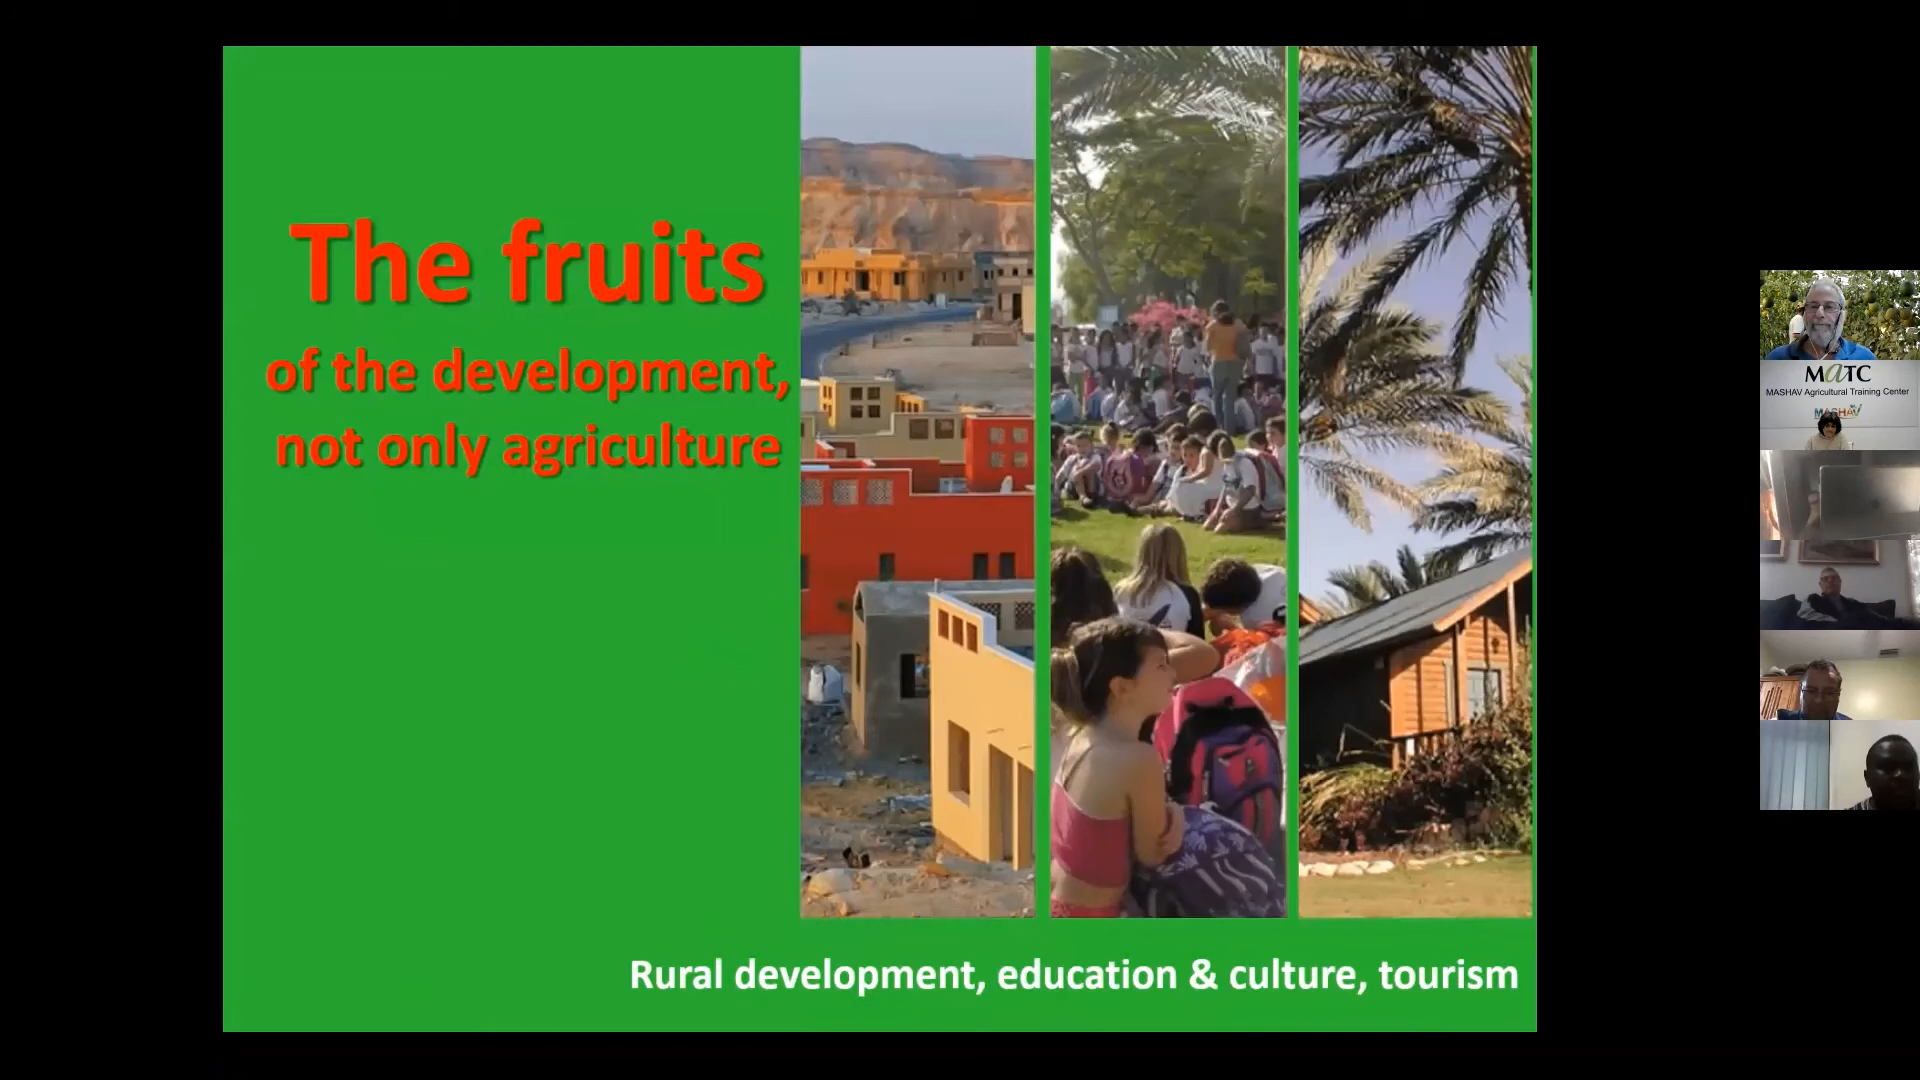 The fruits
of the development,
not only agriculture
Rural development, education & culture, tourism
MATC
MASHAV Agricultural Training Center
MASHAV